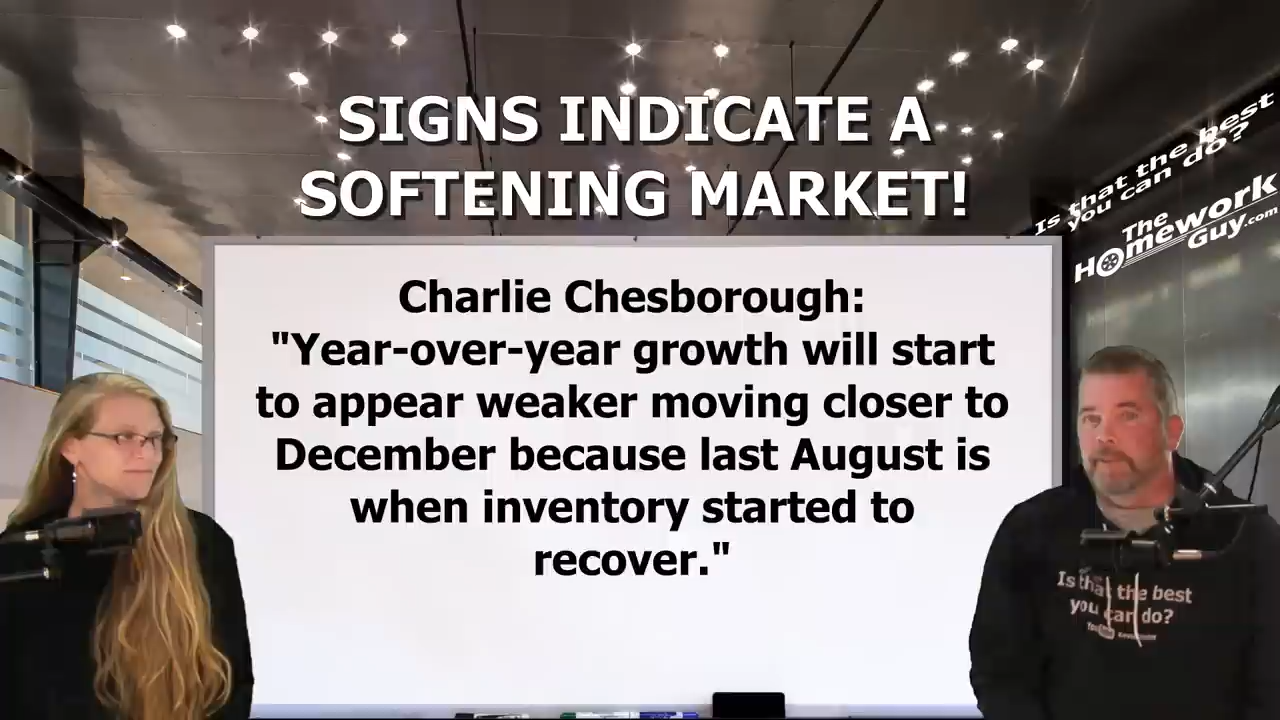 SIGNS INDICATE A
SOFTENING MARKET!
Is that the best
you can do?
The
Homework
Guy.com
Charlie Chesborough:
"Year-over-year growth will start
to appear weaker moving closer to
December because last August is
when inventory started to
recover."
Is that the best
you can do?